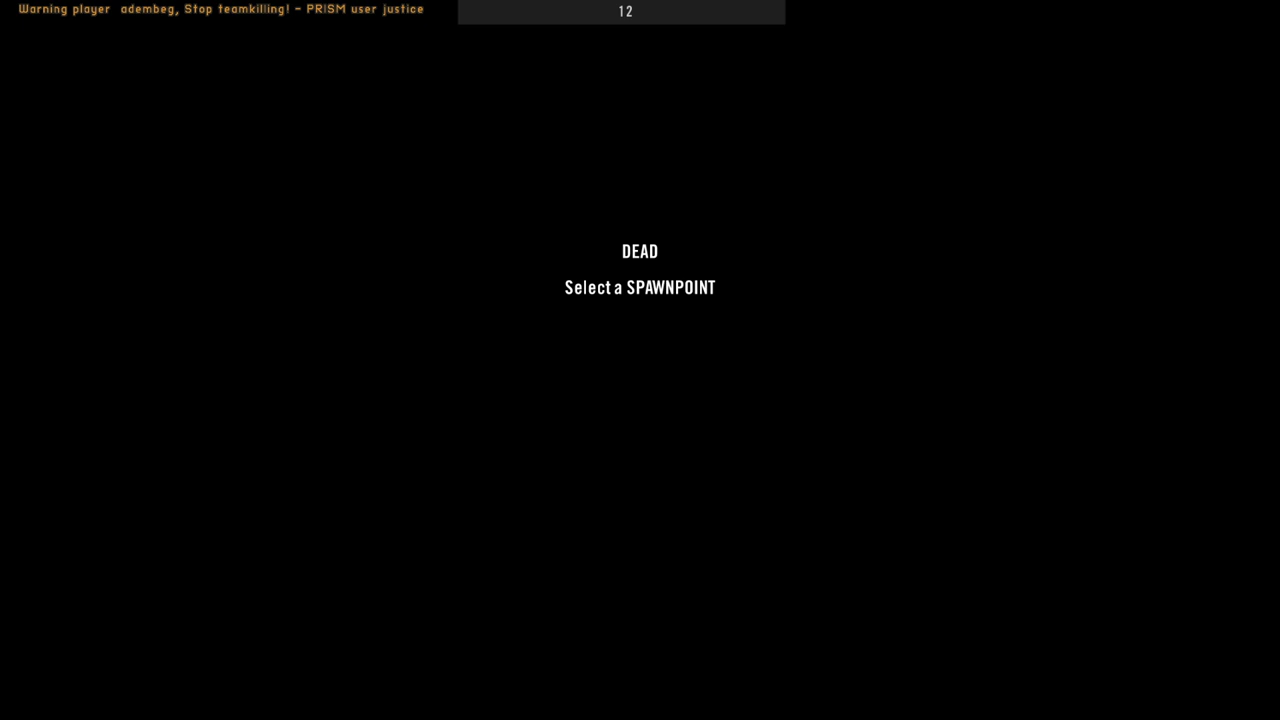 Warning player adembeg, Stop teamkilling! - PRISM user justice
12
DEAD
Select a SPAWNPOINT